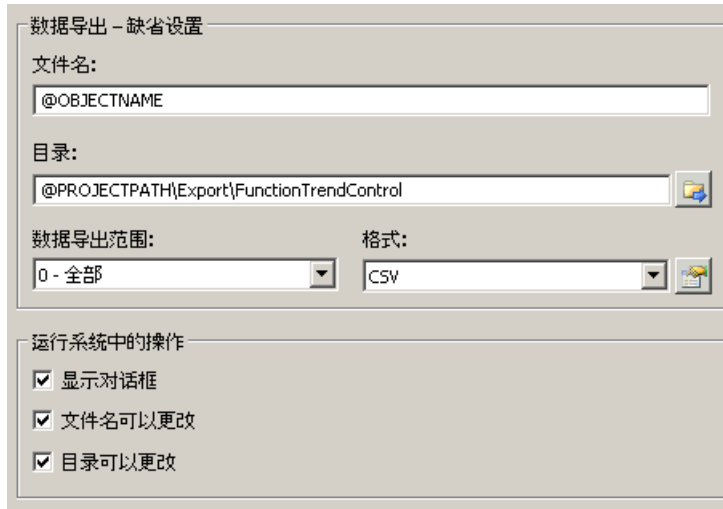 数据导出 – 缺省设置
文件名:
@OBJECTNAME
目录:
@PROJECTPATH\Export\FunctionTrendControl
数据导出范围: 格式:
0 - 全部 CSV
运行系统中的操作
显示对话框
文件名可以更改
目录可以更改